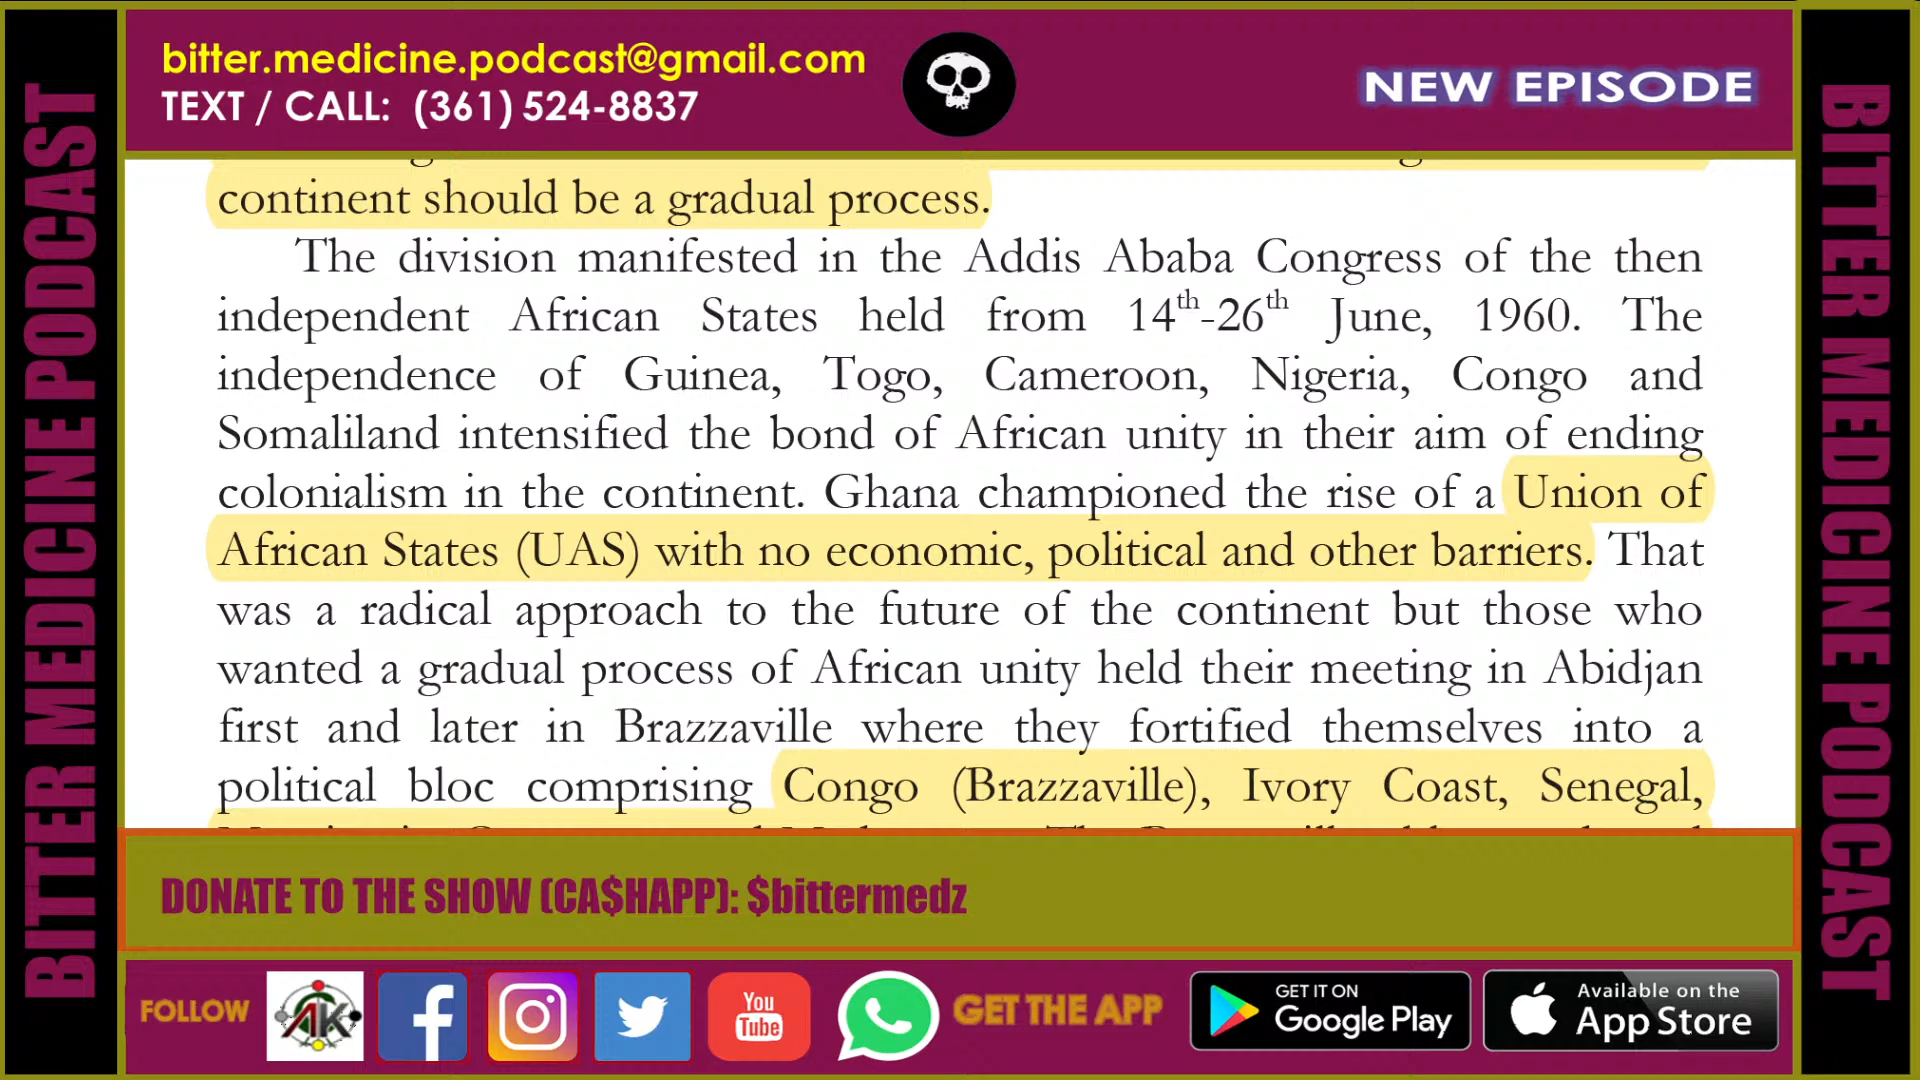 bitter.medicine.podcast@gmail.com
TEXT / CALL: (361) 524-8837
NEW EPISODE
BITTER MEDICINE PODCAST
continent should be a gradual process.
The division manifested in the Addis Ababa Congress of the then
independent African States held from 14th-26th June, 1960. The
independence of Guinea, Togo, Cameroon, Nigeria, Congo and
Somaliland intensified the bond of African unity in their aim of ending
colonialism in the continent. Ghana championed the rise of a Union of
African States (UAS) with no economic, political and other barriers. That
was a radical approach to the future of the continent but those who
wanted a gradual process of African unity held their meeting in Abidjan
first and later in Brazzaville where they fortified themselves into a
political bloc comprising Congo (Brazzaville), Ivory Coast, Senegal,
BITTER MEDICINE PODCAST
DONATE TO THE SHOW (CA$HAPP): $bittermedz
FOLLOW
AK
f
You
Tube
GET THE APP
GET IT ON
Google Play
Available on the
App Store